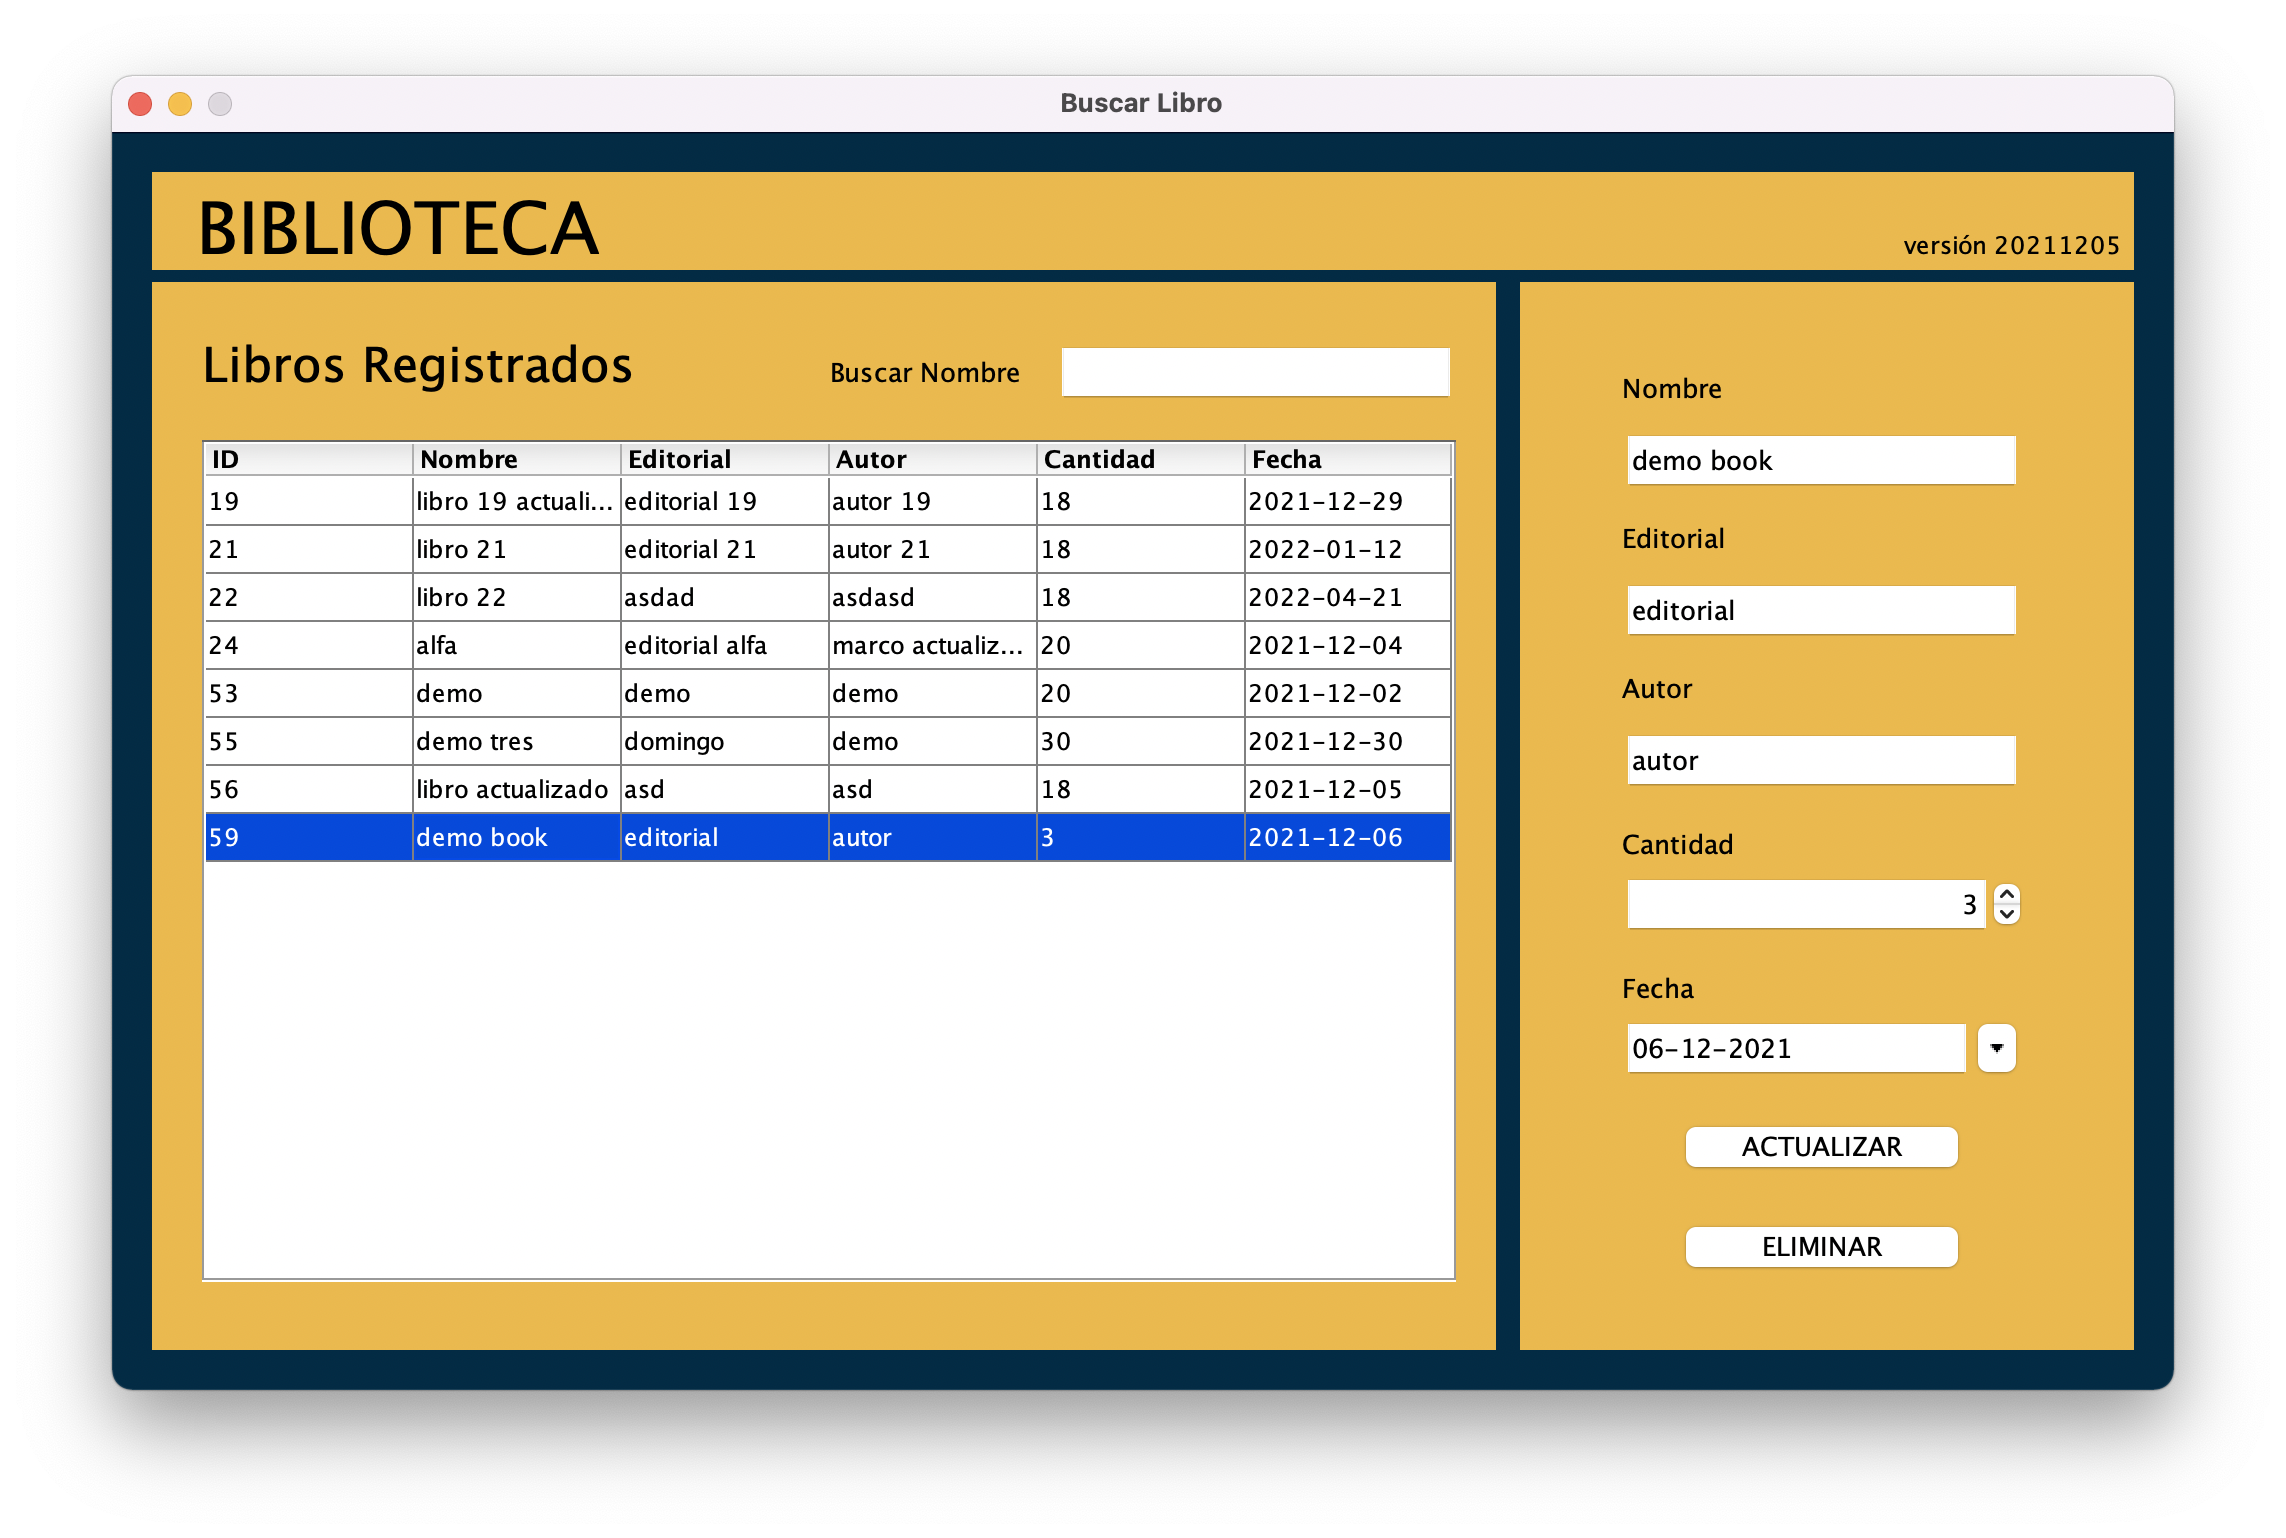 Buscar Libro
BIBLIOTECA
versión 20211205
Libros Registrados
Buscar Nombre
ID Nombre Editorial Autor Cantidad Fecha
19 libro 19 actuali... editorial 19 autor 19 18 2021-12-29
21 libro 21 editorial 21 autor 21 18 2022-01-12
22 libro 22 asdad asdasd 18 2022-04-21
24 alfa editorial alfa marco actualiz... 20 2021-12-04
53 demo demo demo 20 2021-12-02
55 demo tres domingo demo 30 2021-12-30
56 libro actualizado asd asd 18 2021-12-05
59 demo book editorial autor 3 2021-12-06
Nombre
demo book
Editorial
editorial
Autor
autor
Cantidad
3
Fecha
06-12-2021
ACTUALIZAR
ELIMINAR